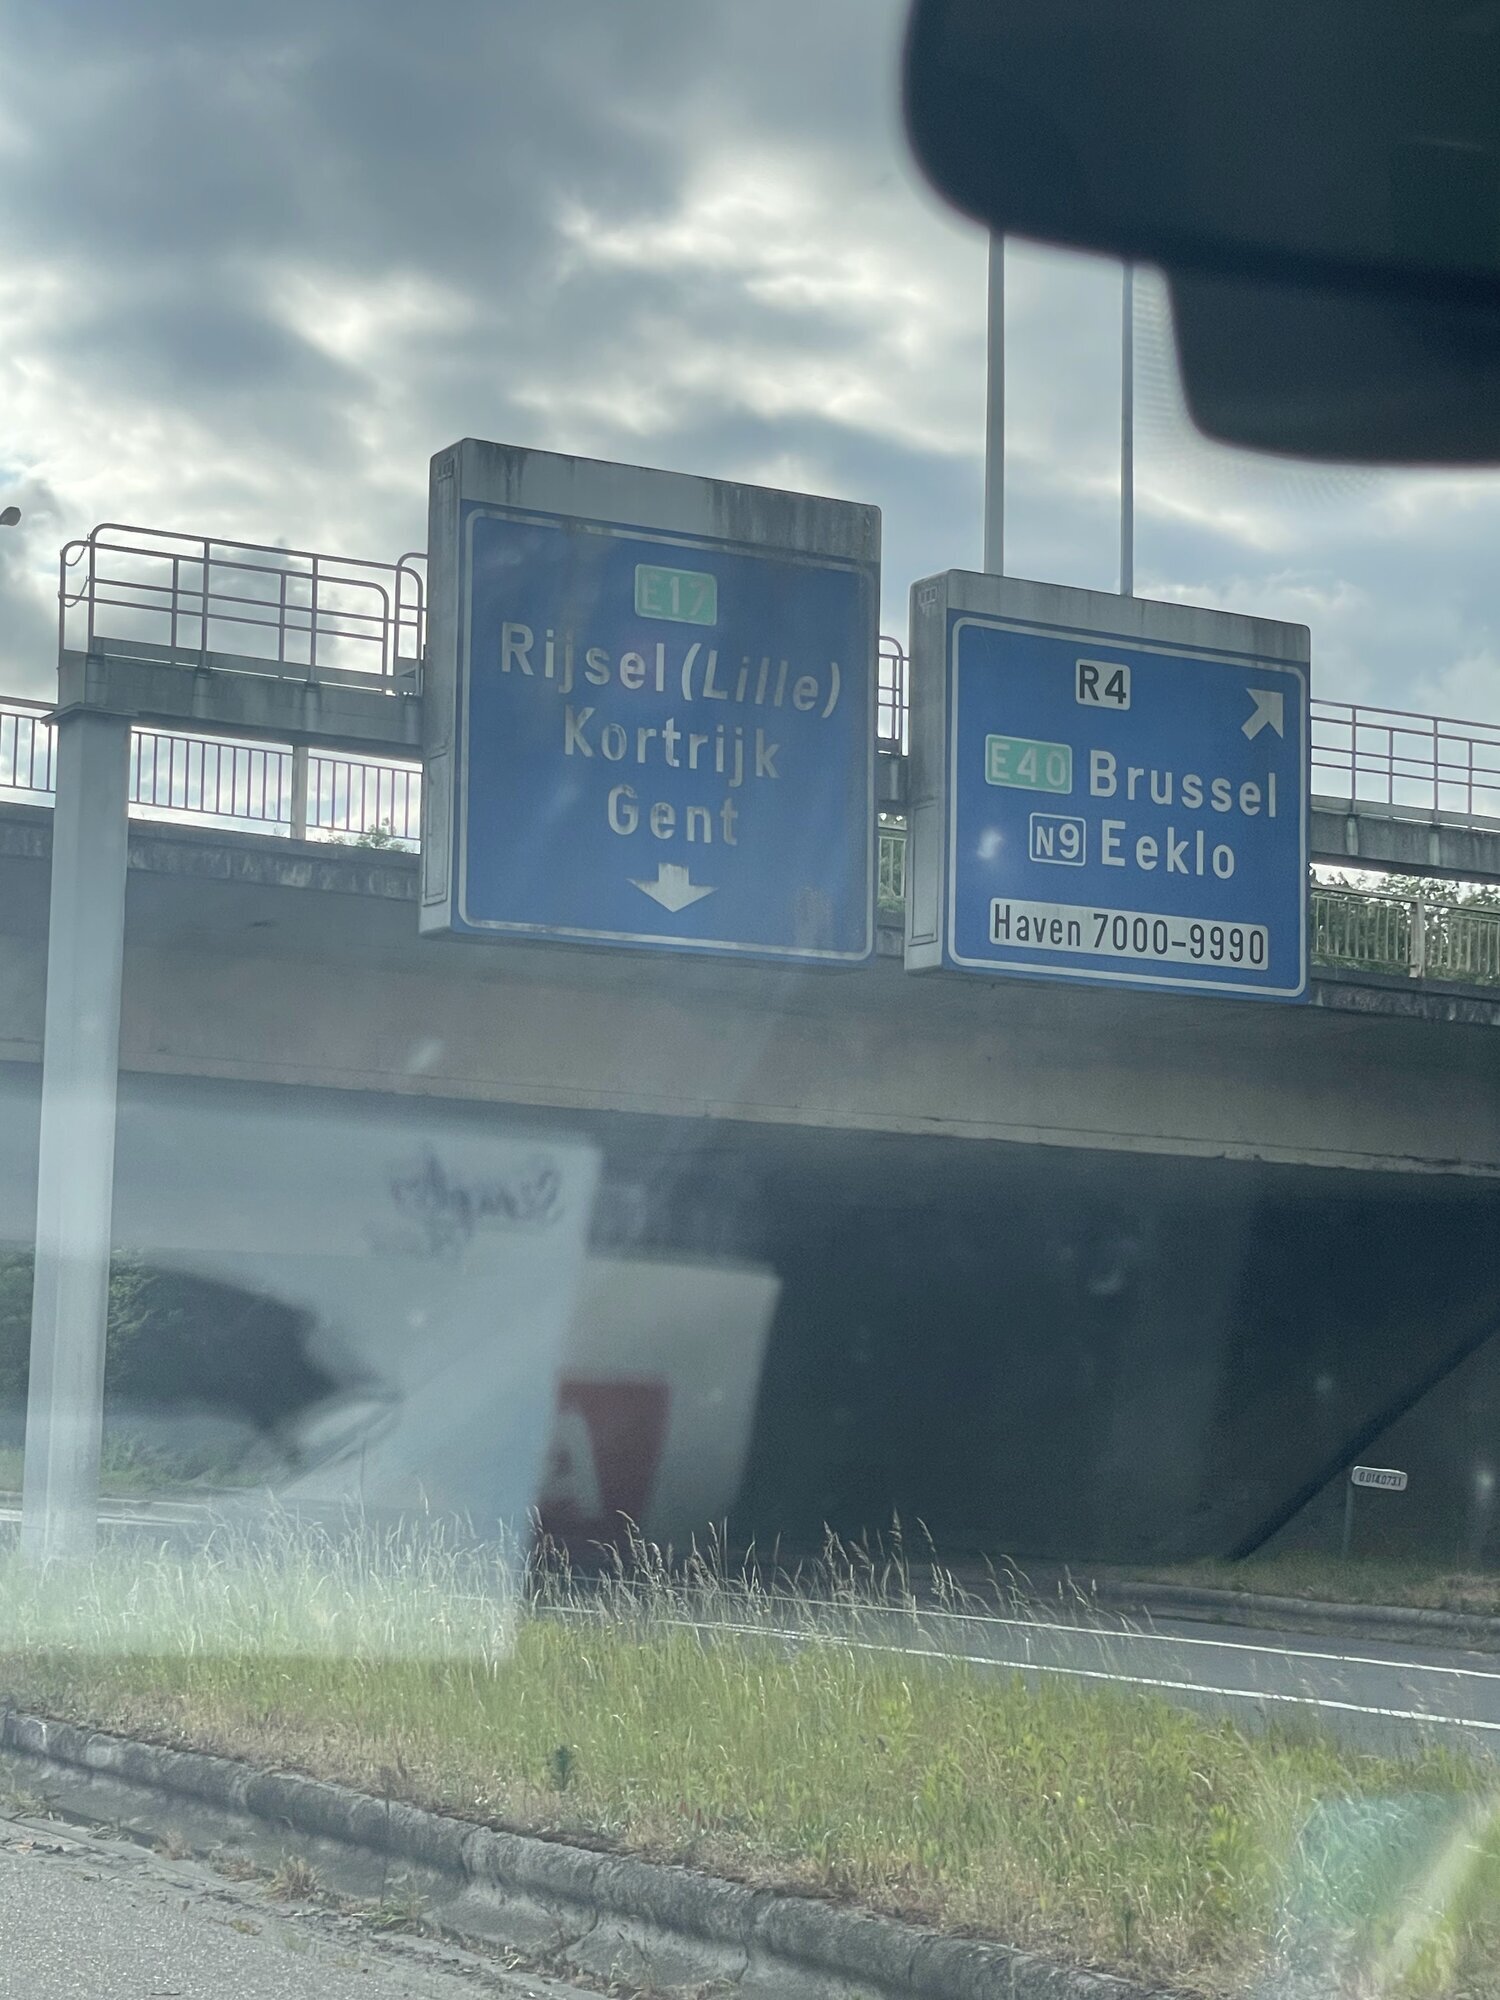 E17
Rijsel (Lille)
Kortrijk
Gent
R4
E40 Brussel
N9 Eeklo
Haven 7000-9990
A